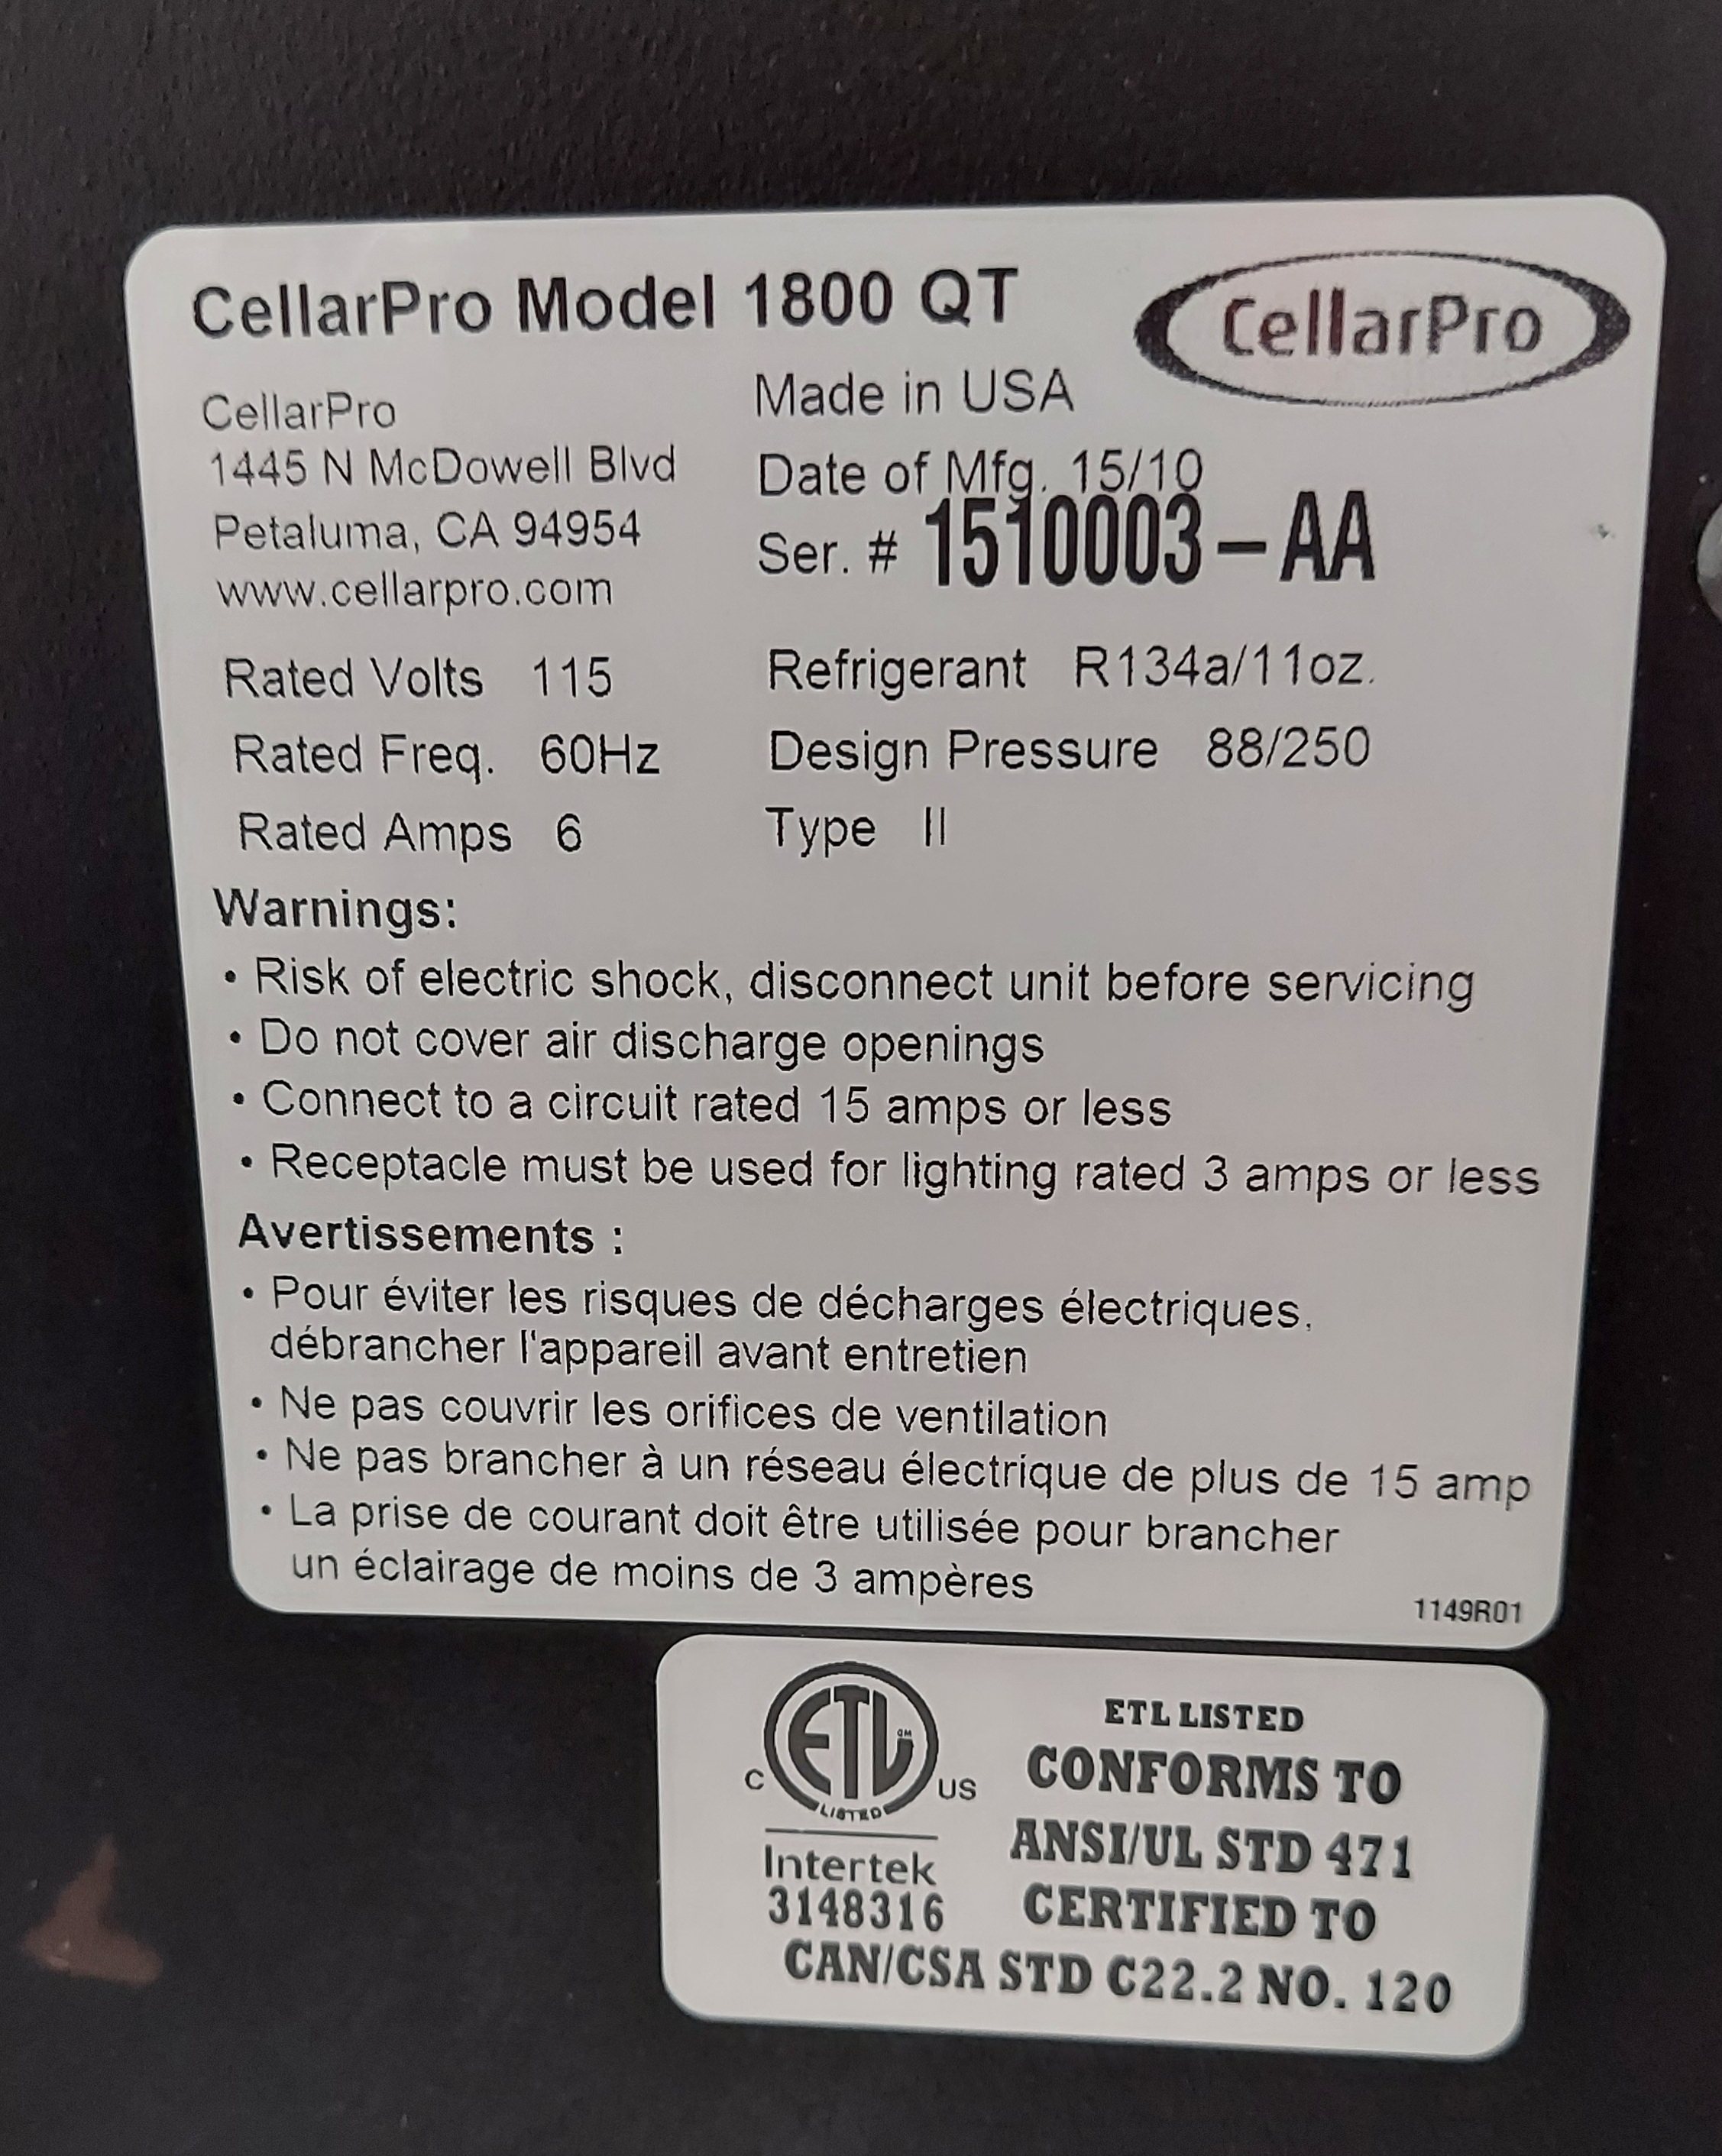 CellarPro Model 1800 QT
CellarPro
CellarPro
1445 N McDowell Blvd
Petaluma, CA 94954
www.cellarpro.com
Made in USA
Date of Mfg. 15/10
Ser. # 1510003-AA
Rated Volts 115
Rated Freq. 60Hz
Rated Amps 6
Refrigerant R134a/11oz.
Design Pressure 88/250
Type II
Warnings:
• Risk of electric shock, disconnect unit before servicing
• Do not cover air discharge openings
• Connect to a circuit rated 15 amps or less
• Receptacle must be used for lighting rated 3 amps or less
Avertissements :
• Pour éviter les risques de décharges électriques,
débrancher l'appareil avant entretien
• Ne pas couvrir les orifices de ventilation
• Ne pas brancher à un réseau électrique de plus de 15 amp
• La prise de courant doit être utilisée pour brancher
un éclairage de moins de 3 ampères
1149R01
ETL
CM
LISTED
C
US
Intertek
3148316
ETL LISTED
CONFORMS TO
ANSI/UL STD 471
CERTIFIED TO
CAN/CSA STD C22.2 NO. 120